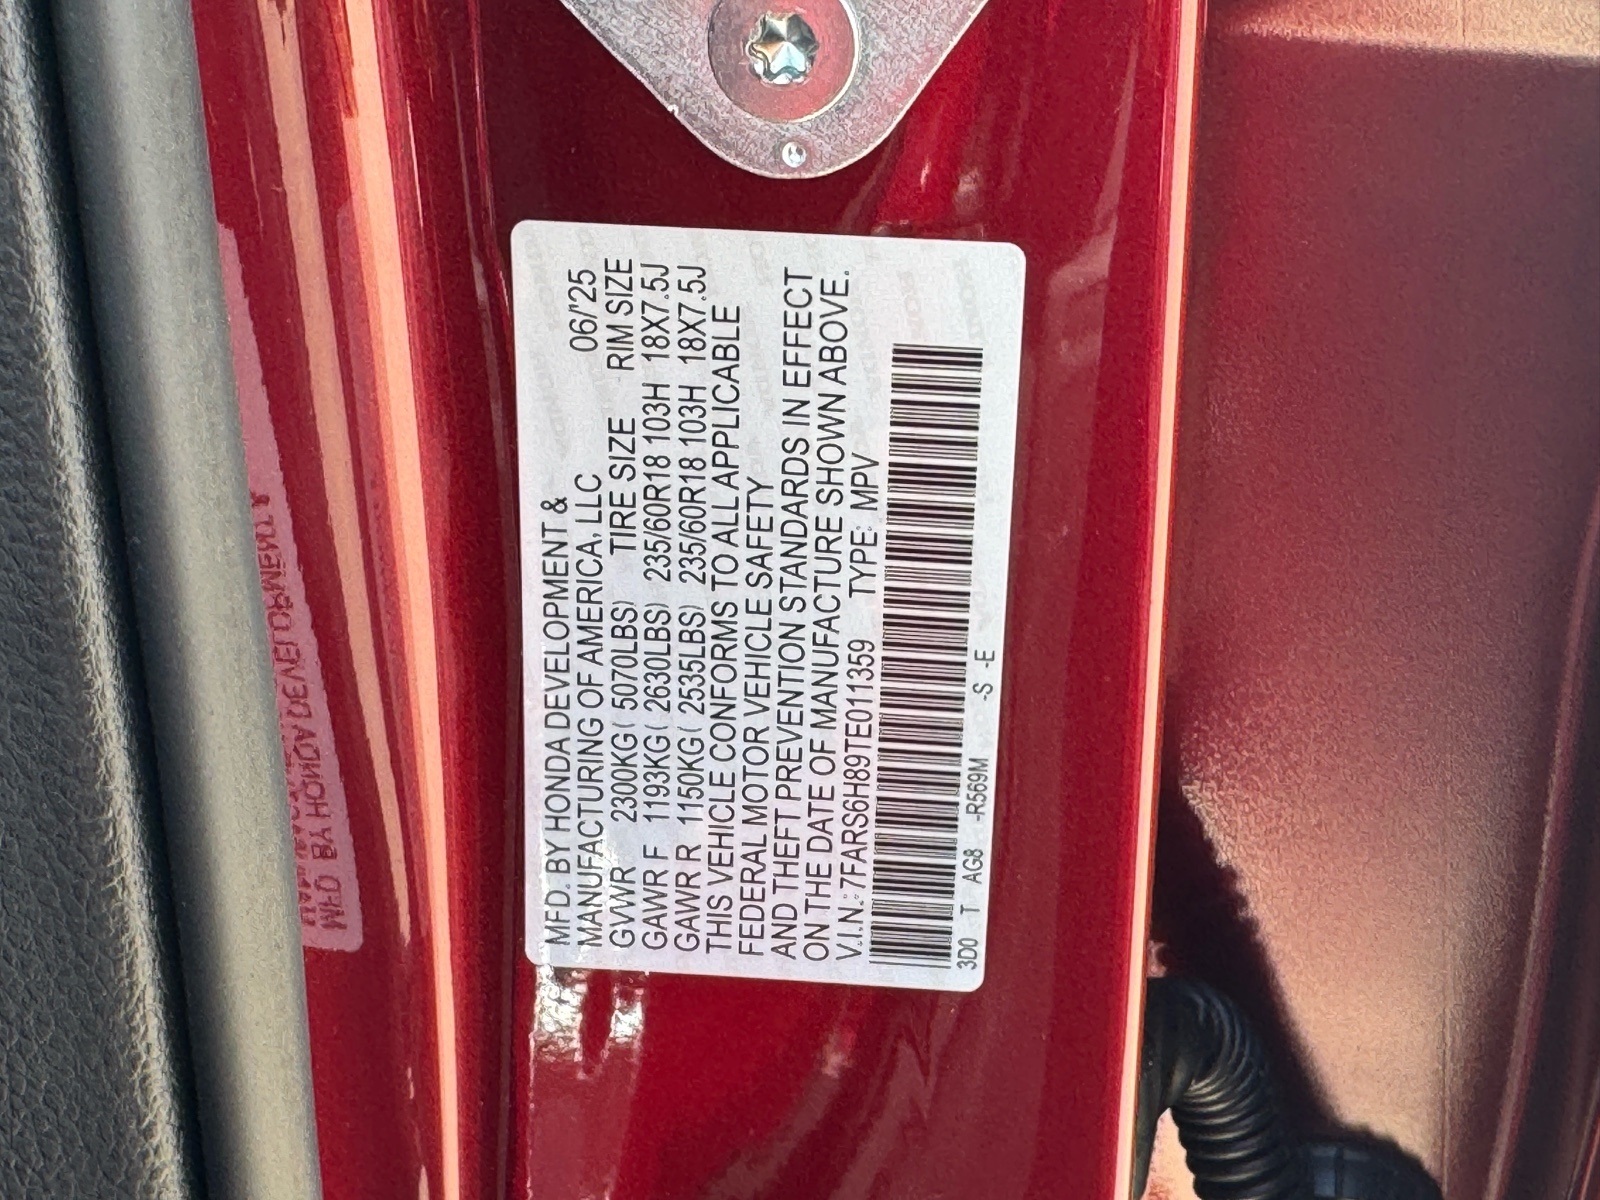 MFD. BY HONDA DEVELOPMENT &
MANUFACTURING OF AMERICA, LLC 06/'25
GVWR 2300KG ( 5070LBS) TIRE SIZE RIM SIZE
GAWR F 1193KG ( 2630LBS) 235/60R18 103H 18X7.5J
GAWR R 1150KG ( 2535LBS) 235/60R18 103H 18X7.5J
THIS VEHICLE CONFORMS TO ALL APPLICABLE
FEDERAL MOTOR VEHICLE SAFETY
AND THEFT PREVENTION STANDARDS IN EFFECT
ON THE DATE OF MANUFACTURE SHOWN ABOVE.
V.I.N.: 7FARS6H89TE011359 TYPE: MPV
3D0 T AG8 -R569M -S -E